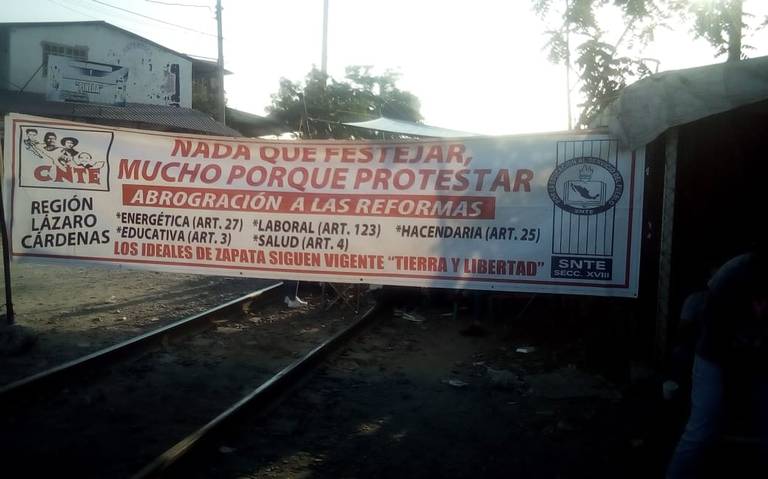 NADA QUE FESTEJAR,
MUCHO PORQUE PROTESTAR
ABROGRACIÓN A LAS REFORMAS
*ENERGÉTICA (ART. 27) *LABORAL (ART. 123) *HACENDARIA (ART. 25)
*EDUCATIVA (ART. 3) *SALUD (ART. 4)
LOS IDEALES DE ZAPATA SIGUEN VIGENTE "TIERRA Y LIBERTAD"
CNTE
REGIÓN
LÁZARO
CÁRDENAS
SNTE
SNTE
SECC. XVIII